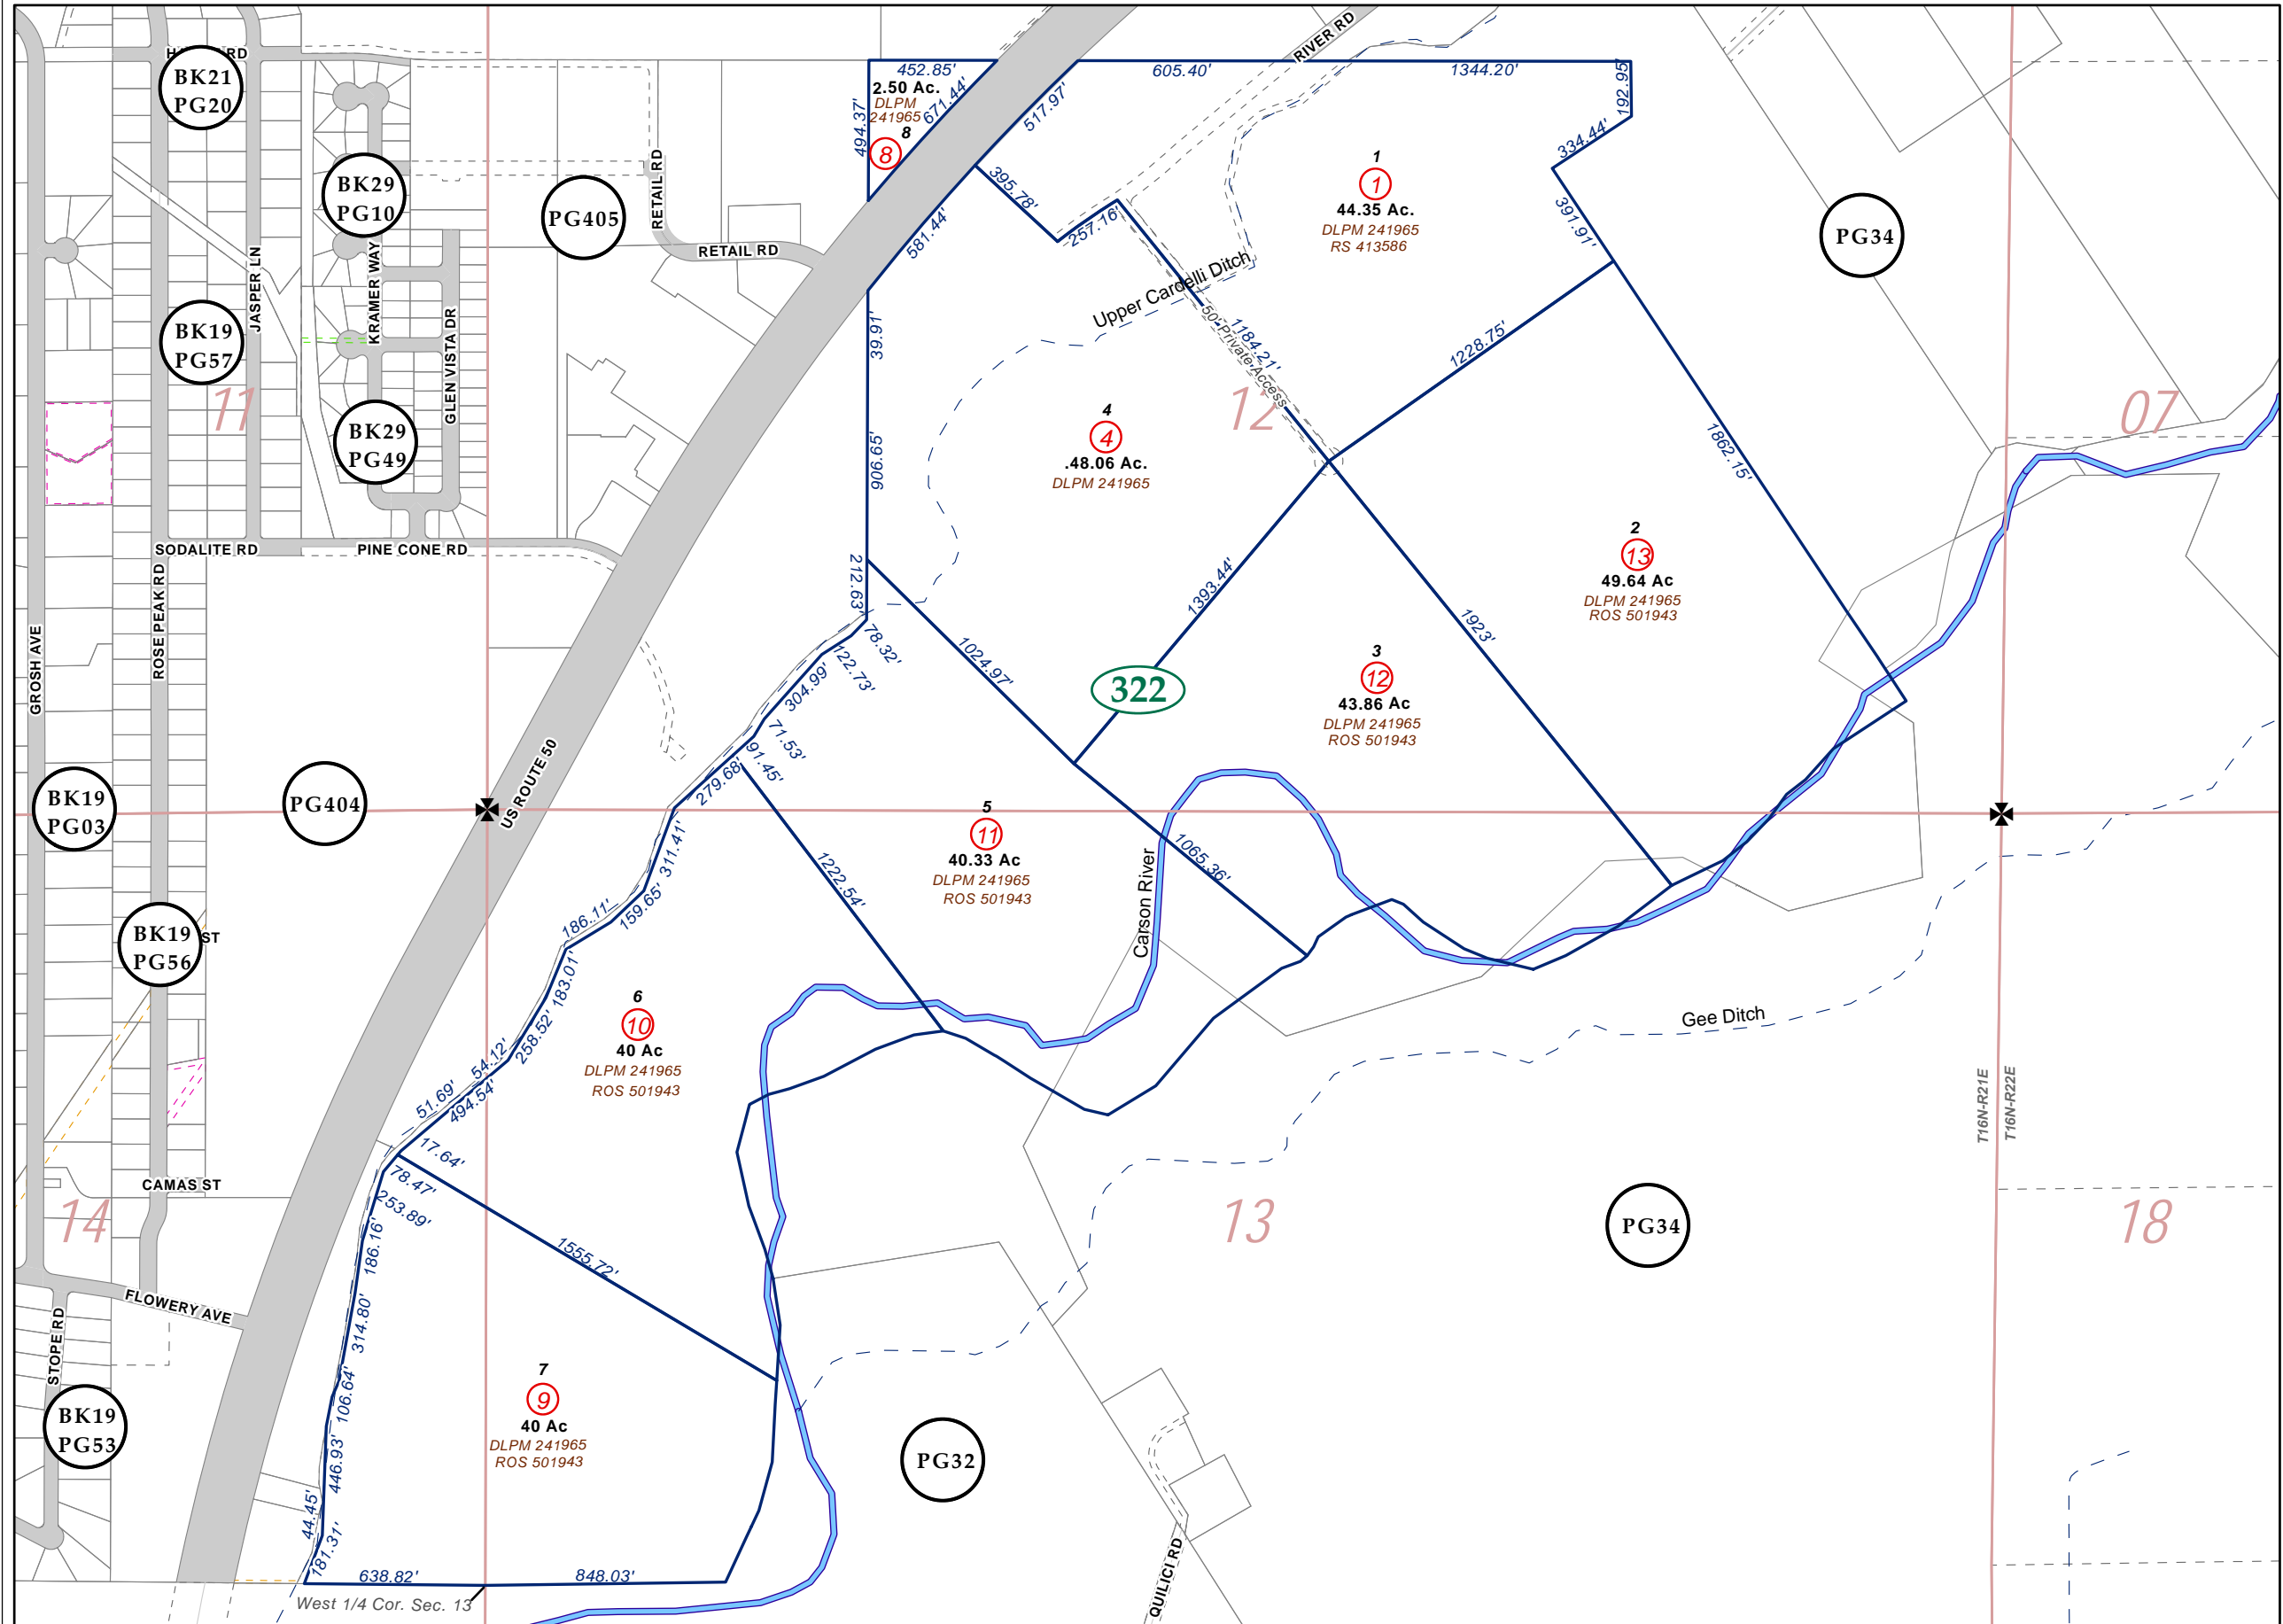 H RD
BK21
PG20
BK29
PG10
PG405
RETAIL RD
RETAIL RD
JASPER LN
KRAMER WAY
GLEN VISTA DR
BK19
PG57
11
BK29
PG49
SODALITE RD
PINE CONE RD
ROSE PEAK RD
GROSH AVE
BK19
PG03
PG404
US ROUTE 50
BK19
PG56
ST
CAMAS ST
14
FLOWERY AVE
STOPE RD
BK19
PG53
452.85'
2.50 Ac.
DLPM
241965
8
8
494.37'
671.44'
517.97'
605.40'
RIVER RD
1344.20'
192.95'
334.44'
391.91'
1
1
44.35 Ac.
DLPM 241965
RS 413586
PG34
395.78'
257.16'
581.44'
Upper Cardelli Ditch
50' Private Access
1184.21'
1228.75'
39.91'
906.65'
4
4
.48.06 Ac.
DLPM 241965
12
07
1862.15'
2
13
49.64 Ac
DLPM 241965
ROS 501943
212.63'
78.32'
122.73'
304.99'
71.53'
91.45'
279.68'
1024.97'
1393.44'
1923'
322
3
12
43.86 Ac
DLPM 241965
ROS 501943
5
11
40.33 Ac
DLPM 241965
ROS 501943
1222.54'
1065.36'
Carson River
311.41'
159.65'
186.11'
183.01'
258.52'
54.12'
494.54'
51.69'
17.64'
78.47'
253.89'
6
10
40 Ac
DLPM 241965
ROS 501943
Gee Ditch
T16N-R21E
T16N-R22E
13
PG34
18
186.16'
314.80'
106.64'
446.93'
44.45'
181.31'
1555.72'
7
9
40 Ac
DLPM 241965
ROS 501943
PG32
638.82'
848.03'
West 1/4 Cor. Sec. 13
QUILICI RD